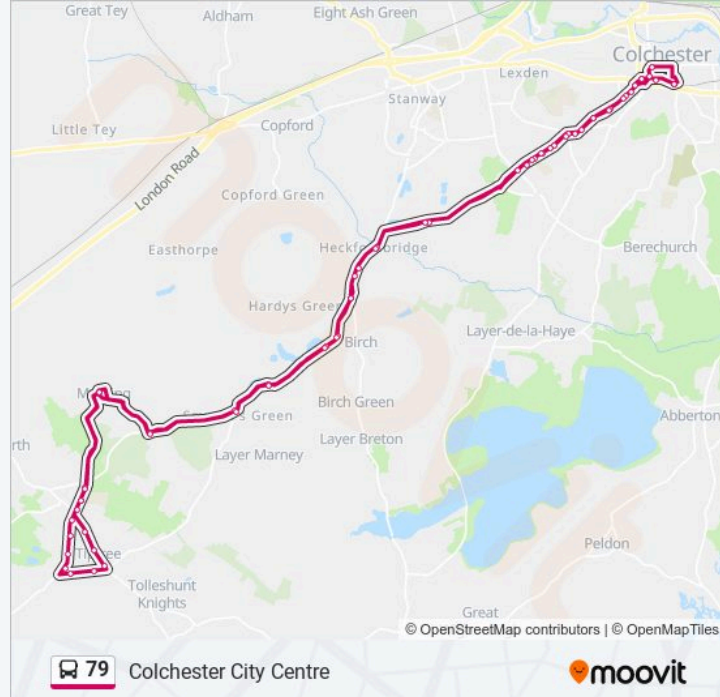 Great Tey
Aldham
Eight Ash Green
Colchester
Lexden
Stanway
Little Tey
Copford
London Road
Copford Green
Easthorpe
Berechurch
Hardys Gree
Layer-de-la-Haye
Birch
Birch Green
Abberton
rth
Layer Breton
Layer Marney
Peldon
Tolleshunt
Knights
Great
© OpenStreetMap contributors | © OpenMapTiles
79 Colchester City Centre
moovit